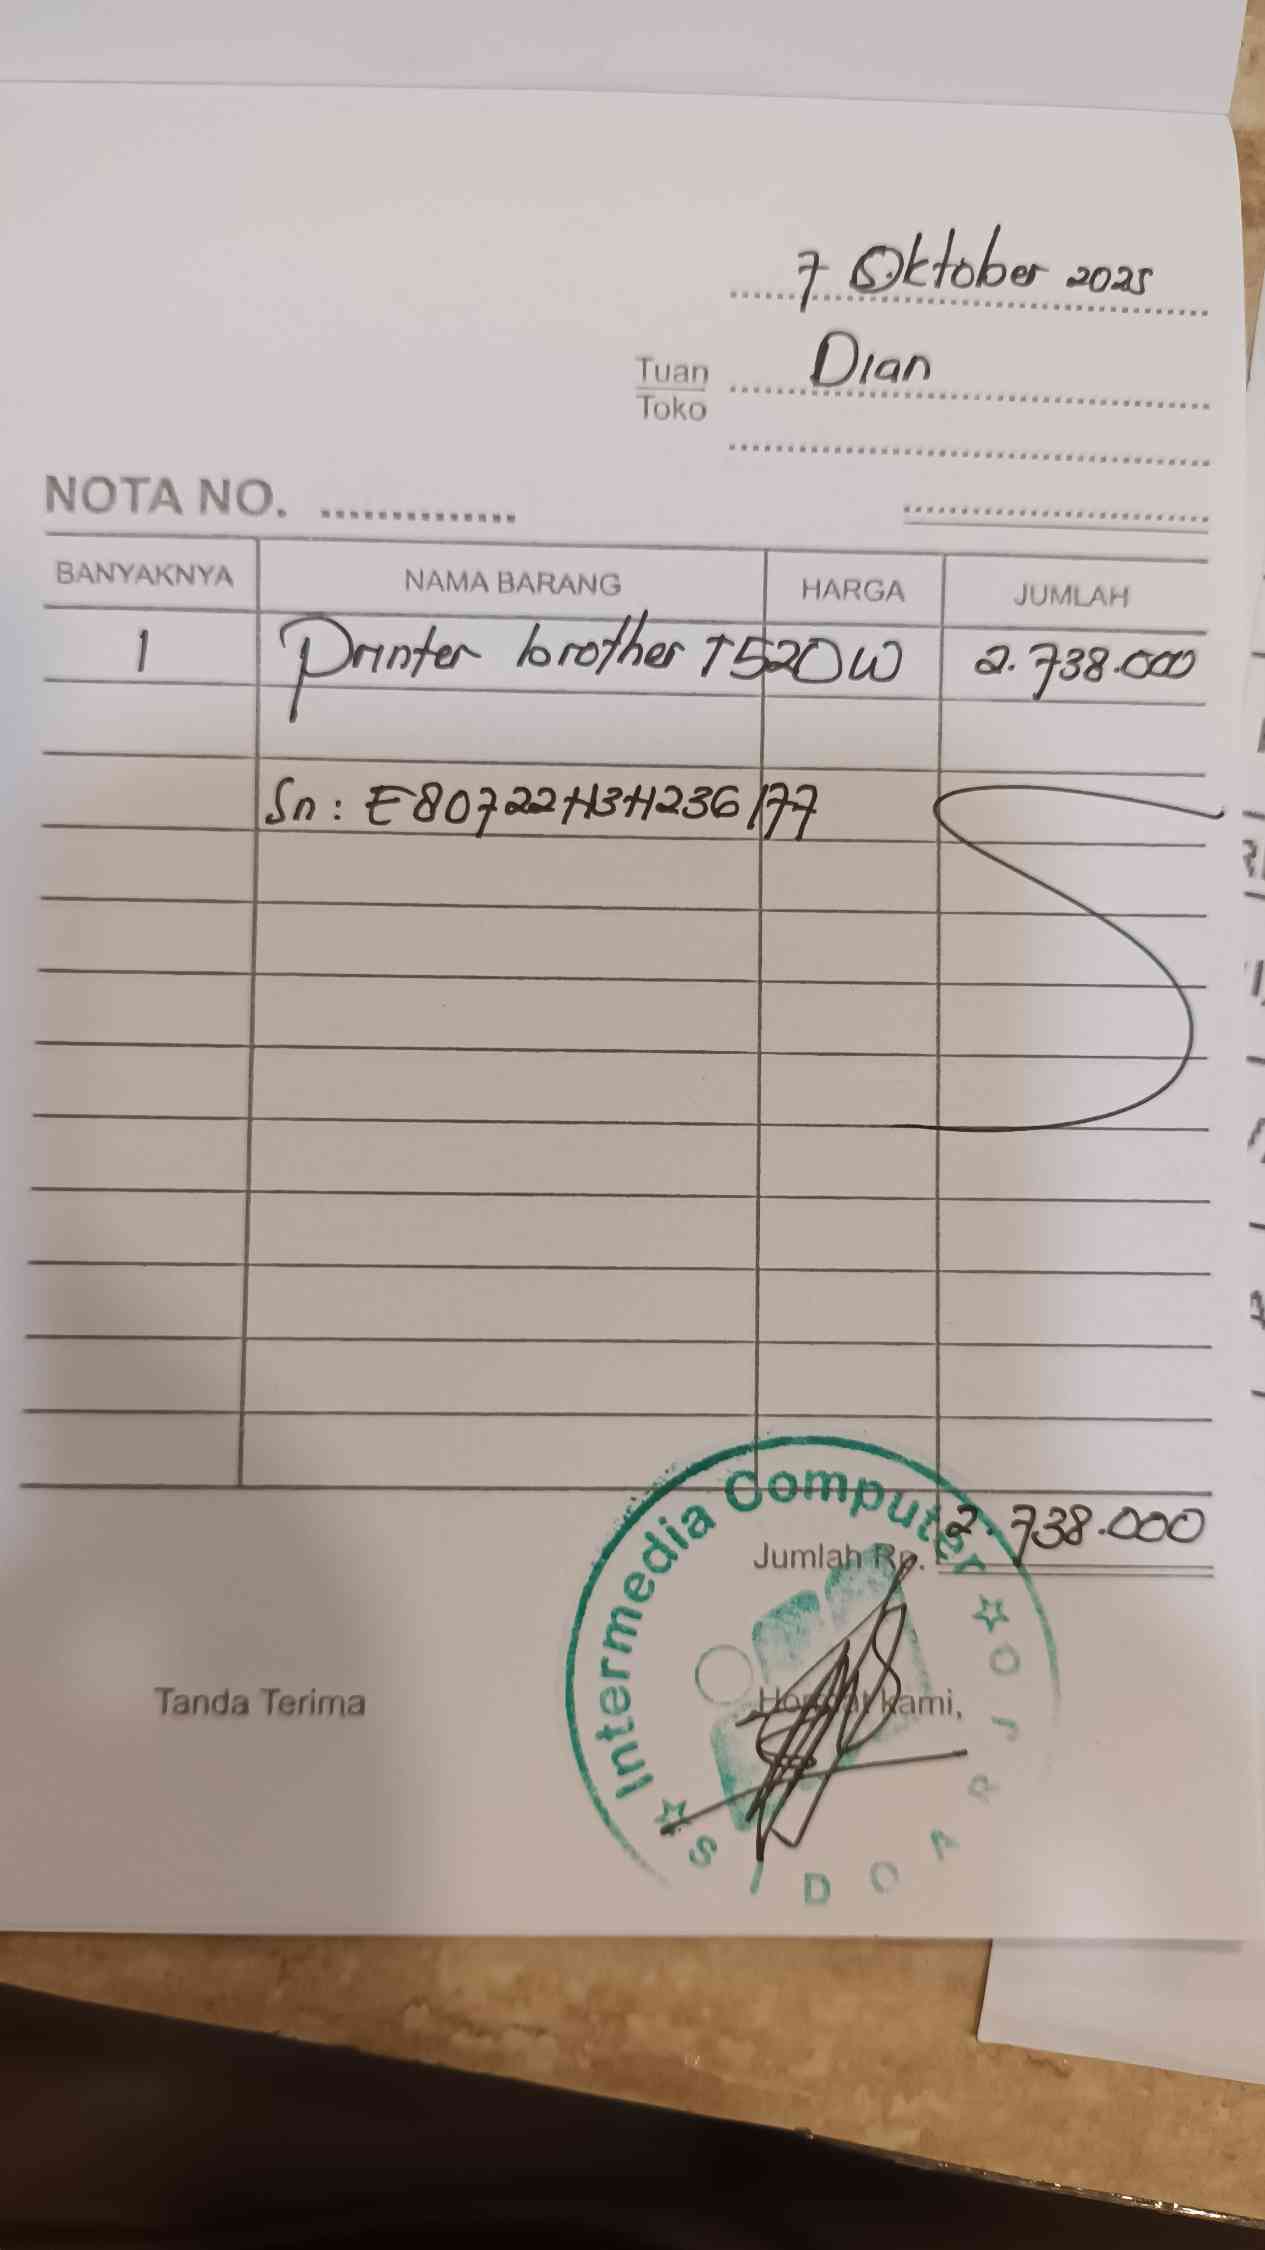 7 Oktober 2025
Tuan Dian
Toko
NOTA NO.
BANYAKNYA NAMA BARANG HARGA JUMLAH
1 Printer brother T520W 2.738.000
Sn: E80722H3H236177
Jumlah Rp. 2.738.000
Tanda Terima Hormat kami,
Intermedia Computer
SIDOARJO